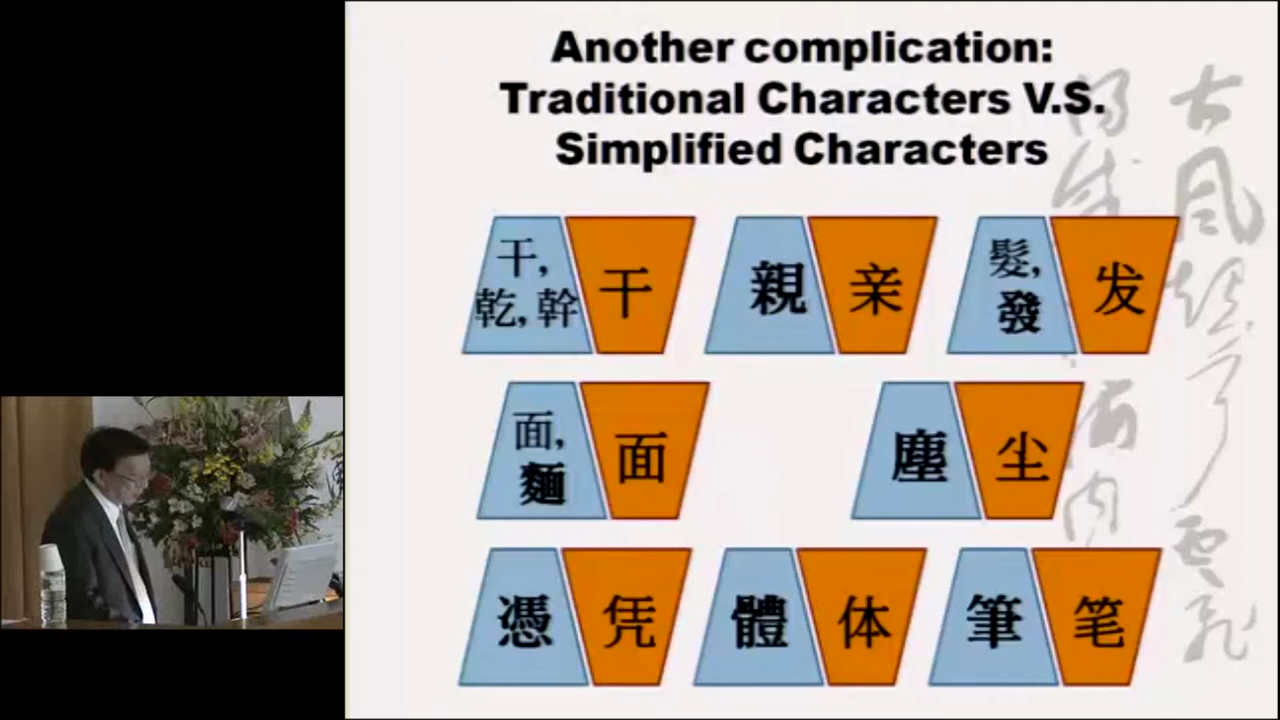 Another complication:
Traditional Characters V.S.
Simplified Characters
干,
乾, 幹
干
親
亲
髮,
發
发
面,
麵
面
塵
尘
憑
凭
體
体
筆
笔